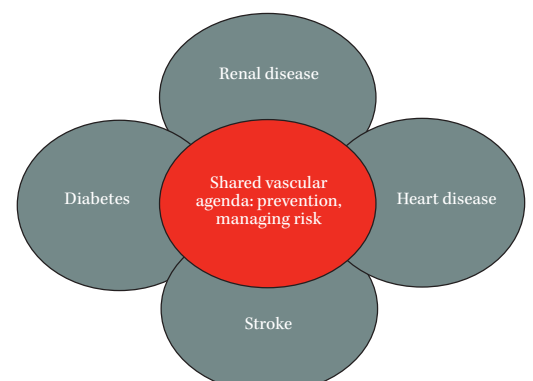 Renal disease
Diabetes
Shared vascular
agenda: prevention,
managing risk
Heart disease
Stroke